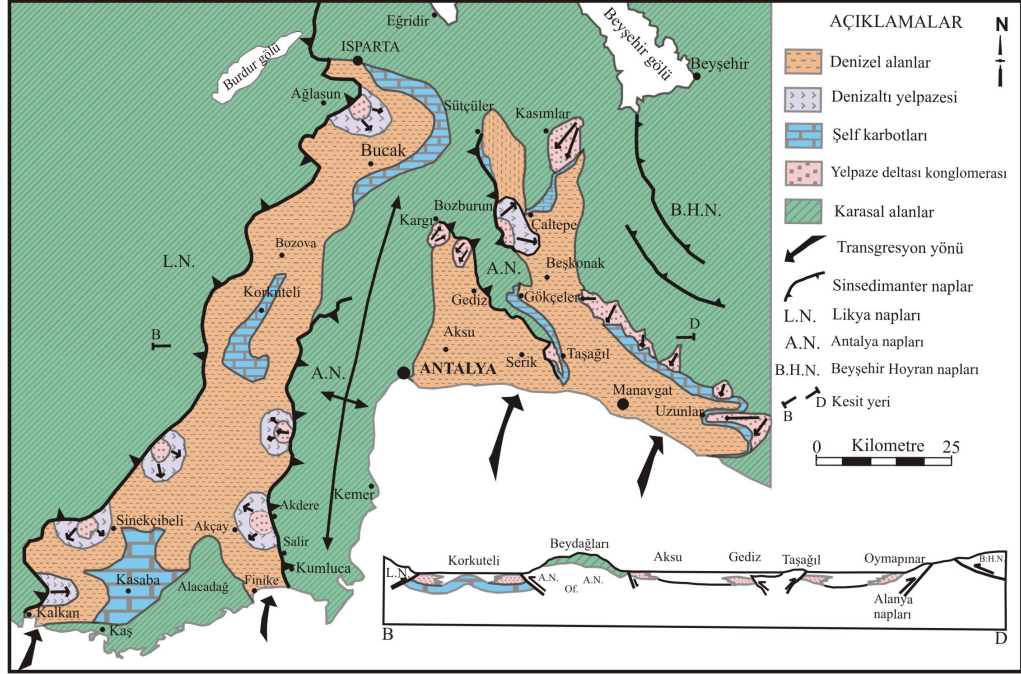 Eğridir
Beyşehir gölü
Beyşehir
ISPARTA
Burdur gölü
Ağlasun
Sütçüler
Kasımlar
Bucak
Bozburun
Kargı
Çaltepe
B.H.N.
L.N.
Bozova
A.N.
Beşkonak
Korkuteli
Gediz
Gökçeler
B
D
Aksu
Serik
Taşağıl
A.N.
ANTALYA
Manavgat
Uzunlar
Kemer
Akdere
Sinekçibeli
Akçay
Salir
Kumluca
Kasaba
Alacadağ
Finike
Kalkan
Kaş
AÇIKLAMALAR
N
Denizel alanlar
Denizaltı yelpazesi
Şelf karbotları
Yelpaze deltası konglomerası
Karasal alanlar
Transgresyon yönü
Sinsedimanter naplar
L.N. Likya napları
A.N. Antalya napları
B.H.N. Beyşehir Hoyran napları
B D Kesit yeri
Kilometre
0 25
Beydağları
Korkuteli Aksu Gediz Taşağıl Oymapınar
L.N. A.N. A.N. B.H.N.
Of.
Alanya
napları
B D